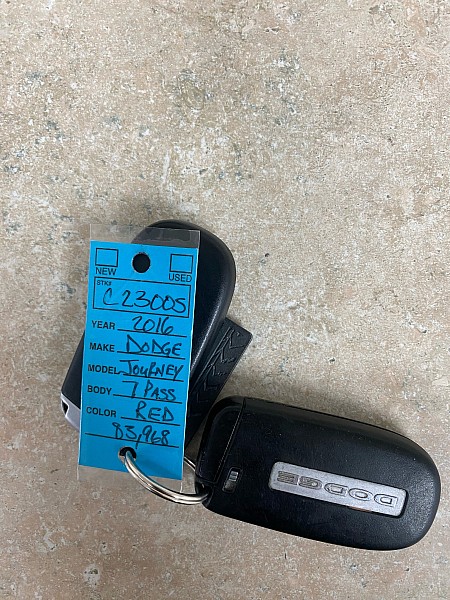 NEW USED
STK# C23005
YEAR 2016
MAKE DODGE
MODEL JOURNEY
BODY 7 PASS
COLOR RED
83,968
DODGE